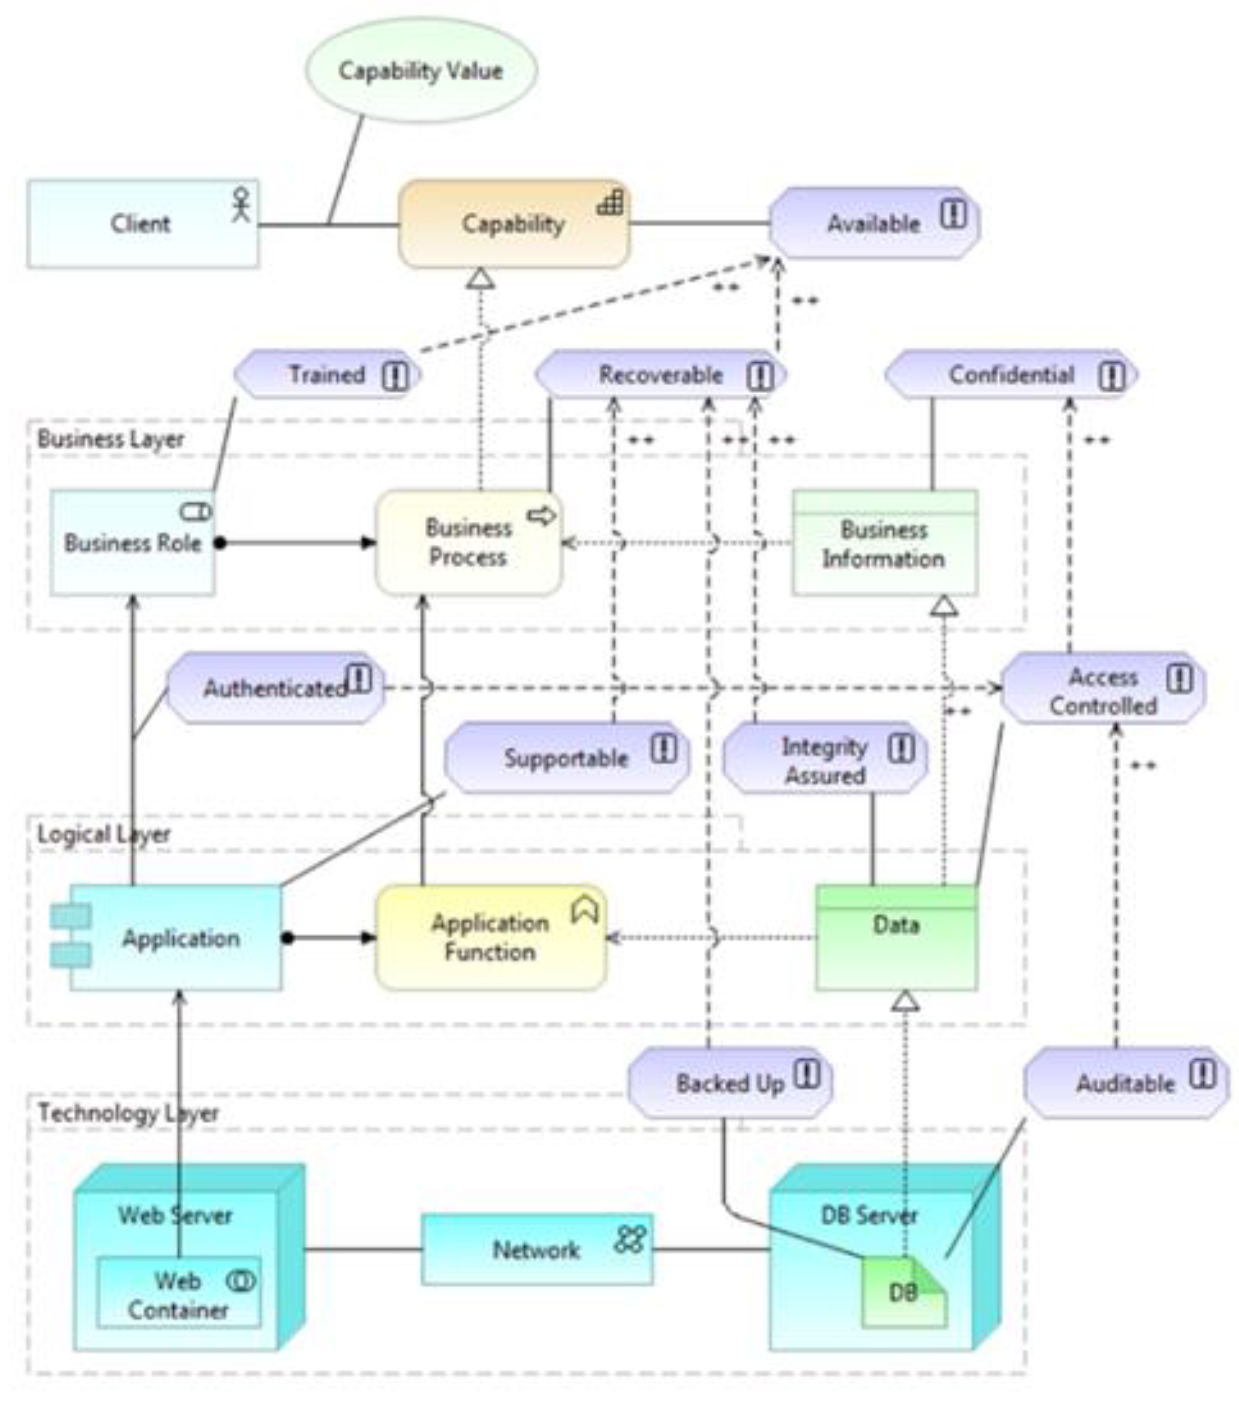 Capability Value
Client
Capability
Available
++
++
Trained
Recoverable
Confidential
Business Layer
++
++
++
++
Business Role
Business
Process
Business
Information
Authenticated
Access
Controlled
++
Supportable
Integrity
Assured
++
Logical Layer
Application
Application
Function
Data
Backed Up
Auditable
Technology Layer
Web Server
DB Server
Network
Web
Container
DB